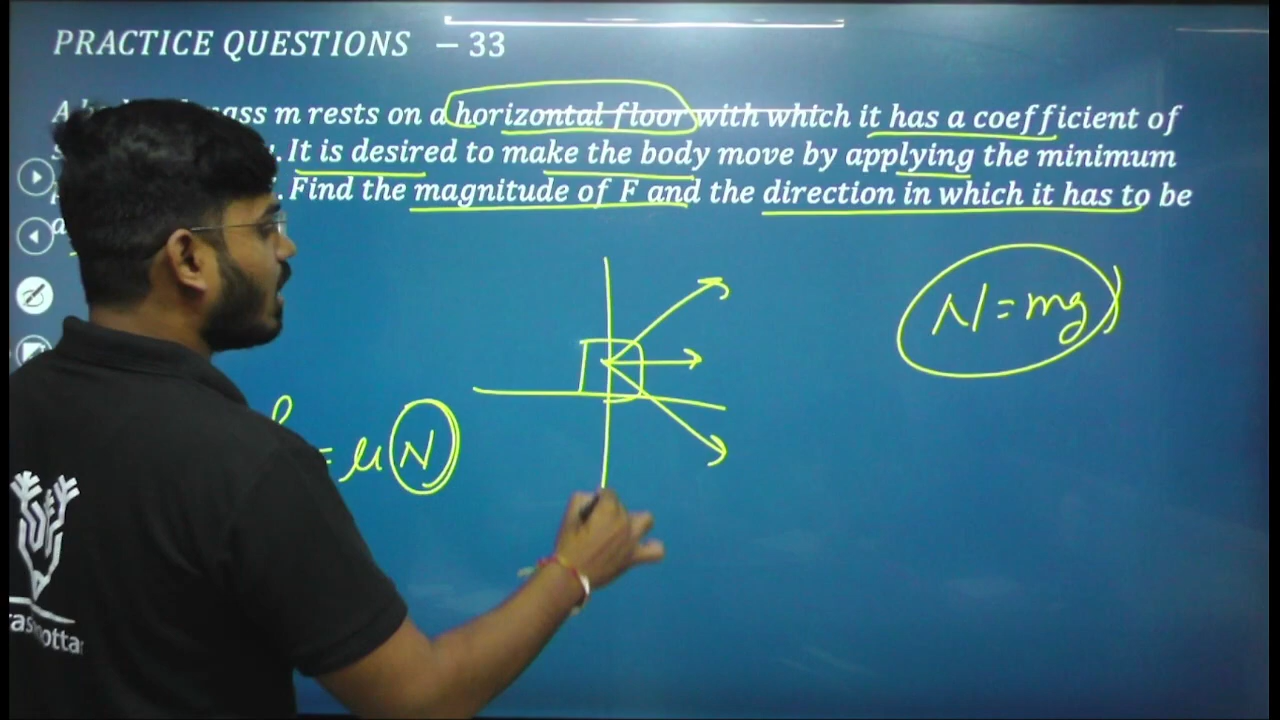 PRACTICE QUESTIONS – 33
A mass m rests on a horizontal floor with which it has a coefficient of
It is desired to make the body move by applying the minimum
Find the magnitude of F and the direction in which it has to be
N = mg
= μN